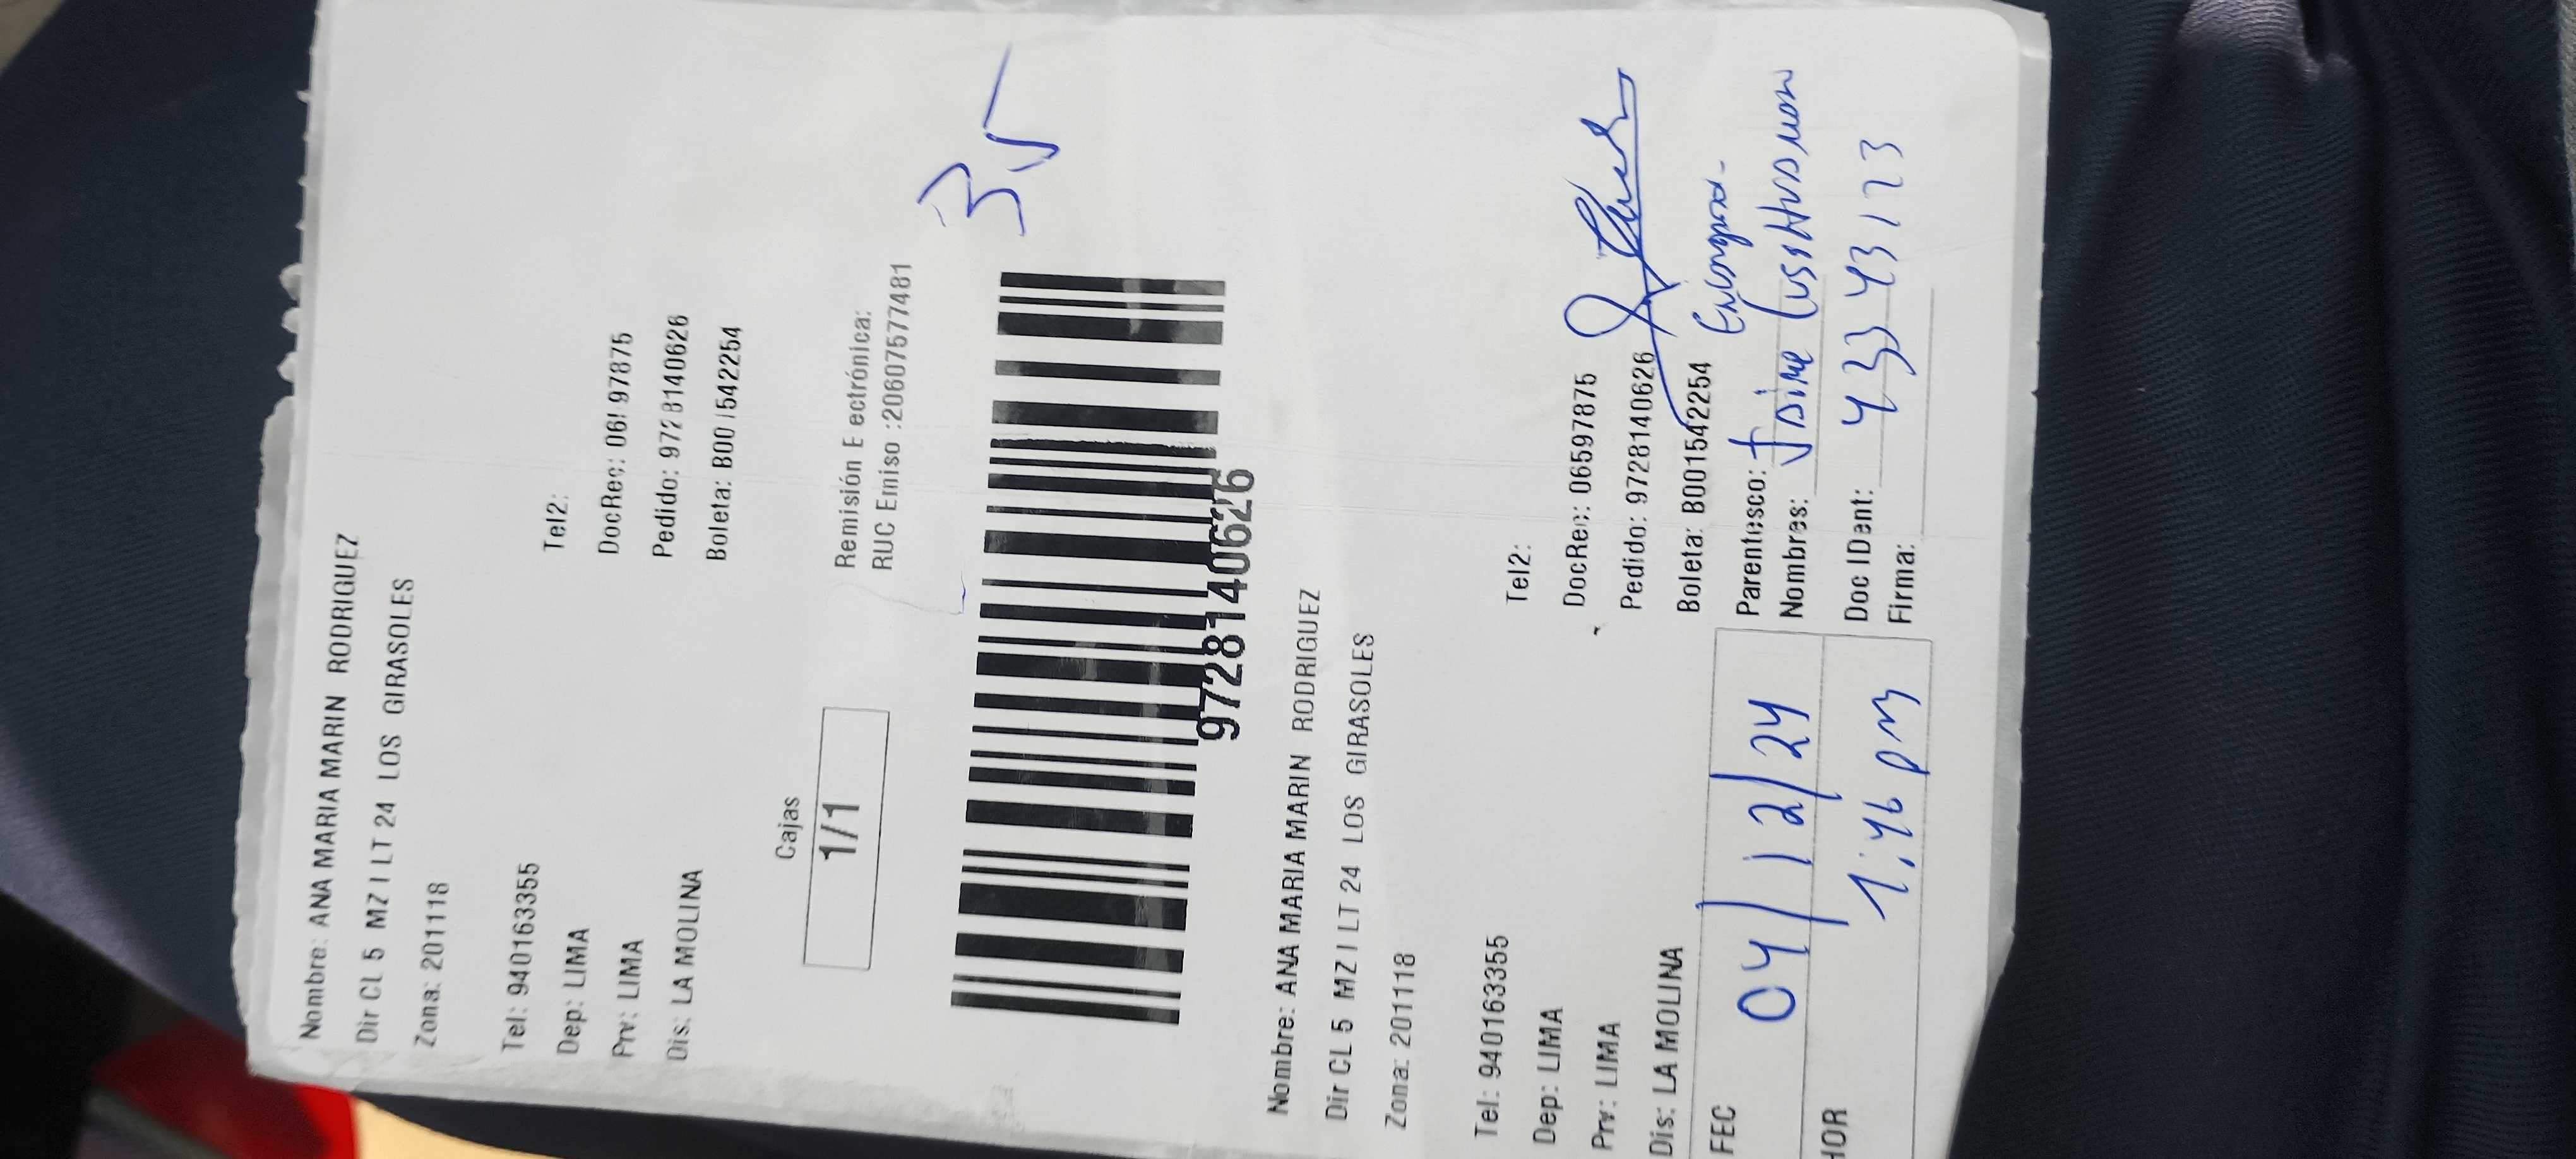 Nombre: ANA MARIA MARIN RODRIGUEZ
Dir CL 5 MZ I LT 24 LOS GIRASOLES
Zona: 201118
Tel: 940163355
Tel2:
Dep: LIMA
DocRec: 06597875
Prv: LIMA
Pedido: 9728140626
Dis: LA MOLINA
Boleta: B001542254
Cajas
1/1
Remisión E ectrónica:
RUC Emiso :20607577481
35
9728140626
Nombre: ANA MARIA MARIN RODRIGUEZ
Dir CL 5 MZ I LT 24 LOS GIRASOLES
Zona: 201118
Tel: 940163355
Tel2:
Dep: LIMA
DocRec: 06597875
Prv: LIMA
Pedido: 9728140626
Dis: LA MOLINA
Boleta: B001542254
FEC 04/12/24
Parentesco:
Nombres: Jaime
HOR 1:46 pm
Doc IDent: 43343123
Firma: